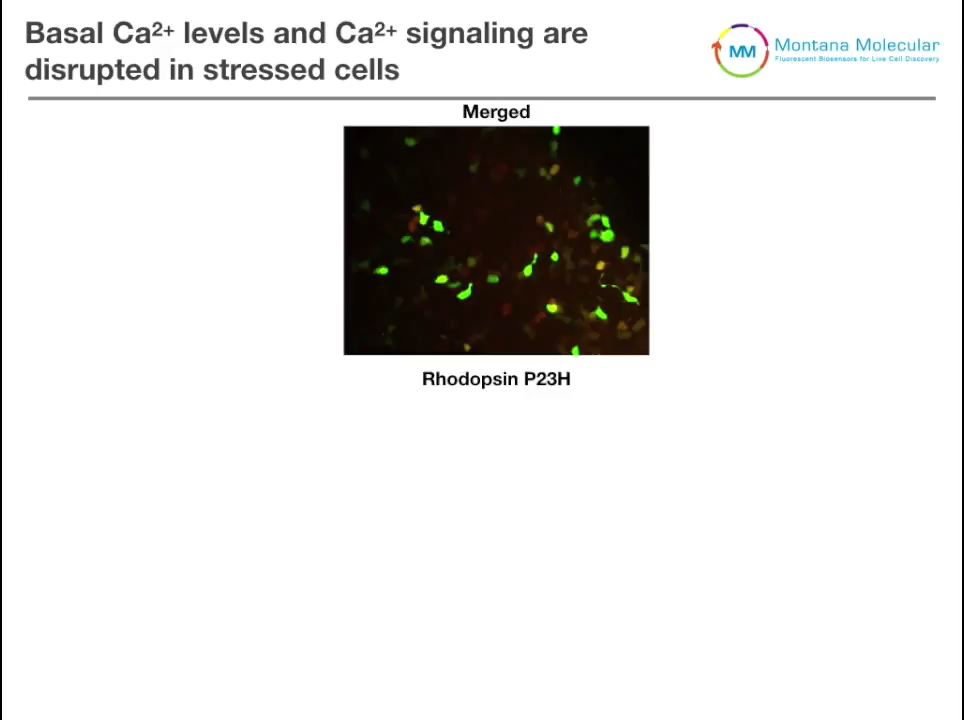 Basal Ca²⁺ levels and Ca²⁺ signaling are
disrupted in stressed cells
MM
Montana Molecular
Fluorescent Biosensors for Live Cell Discovery
Merged
Rhodopsin P23H